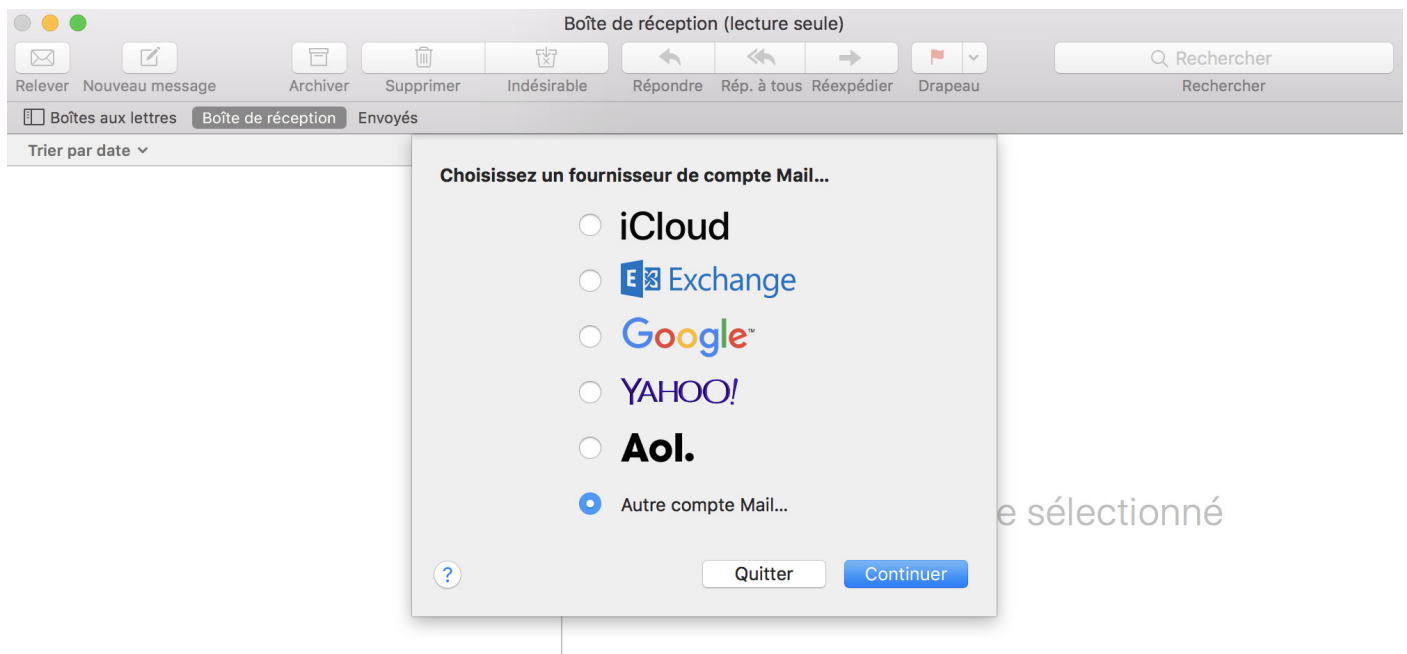 Boîte de réception (lecture seule)
Rechercher
Relever Nouveau message Archiver Supprimer Indésirable Répondre Rép. à tous Réexpédier Drapeau Rechercher
Boîtes aux lettres Boîte de réception Envoyés
Trier par date
Choisissez un fournisseur de compte Mail...
iCloud
E Exchange
Google™
YAHOO!
Aol.
Autre compte Mail...
e sélectionné
? Quitter Continuer